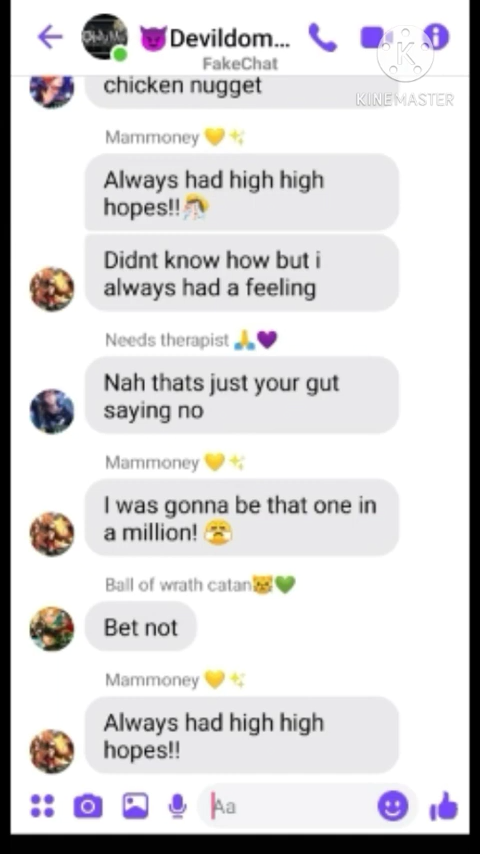 😈Devildom...
FakeChat
K
KINEMASTER
chicken nugget
Mammoney 💛✨
Always had high high
hopes!!🎊
Didnt know how but i
always had a feeling
Needs therapist 🙏💜
Nah thats just your gut
saying no
Mammoney 💛✨
I was gonna be that one in
a million! 😤
Ball of wrath catan😼💚
Bet not
Mammoney 💛✨
Always had high high
hopes!!
Aa